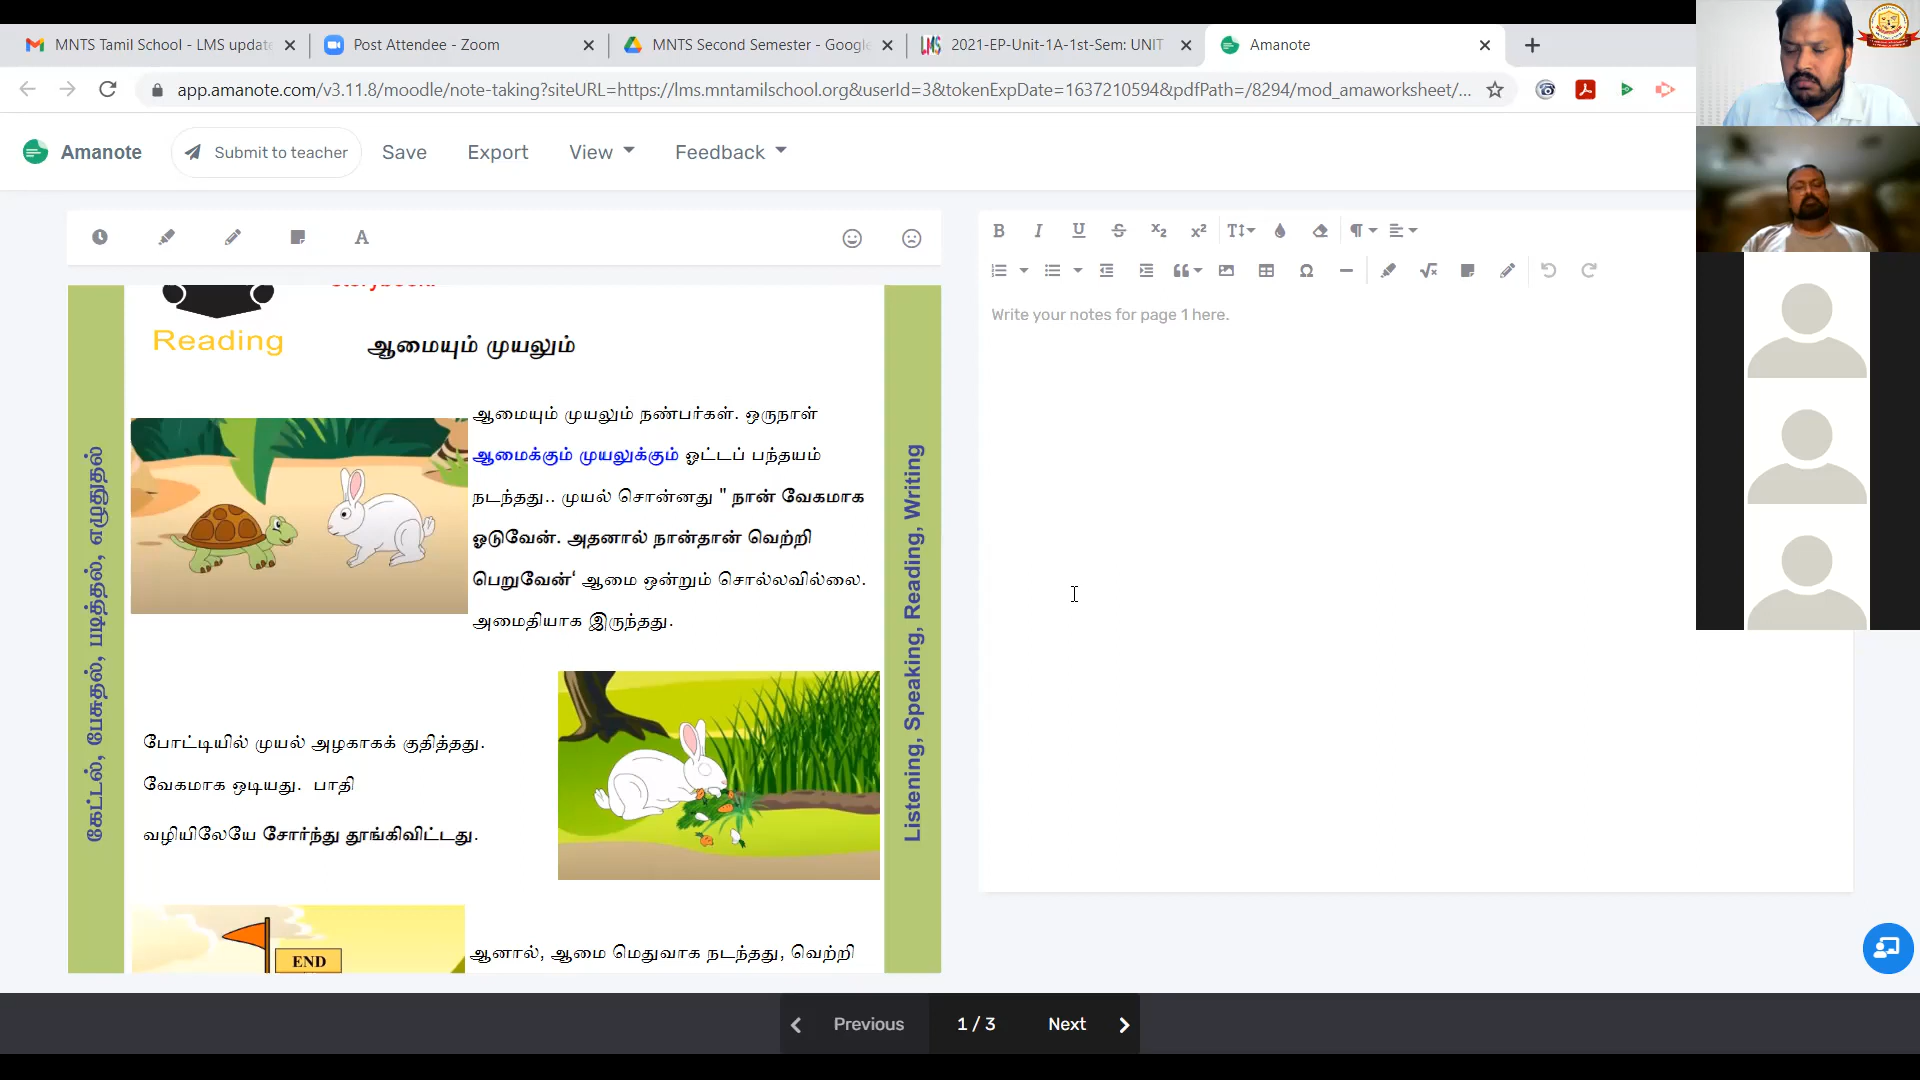 MNTS Tamil School - LMS updat
Post Attendee - Zoom
MNTS Second Semester - Google
LMS 2021-EP-Unit-1A-1st-Sem: UNIT
Amanote
app.amanote.com/v3.11.8/moodle/note-taking?siteURL=https://lms.mntamilschool.org&userId=3&tokenExpDate=1637210594&pdfPath=/8294/mod_amaworksheet/...
Amanote Submit to teacher Save Export View Feedback
Reading
ஆமையும் முயலும்
ஆமையும் முயலும் நண்பர்கள். ஒருநாள்
ஆமைக்கும் முயலுக்கும் ஓட்டப் பந்தயம்
நடந்தது.. முயல் சொன்னது " நான் வேகமாக
ஓடுவேன். அதனால் நான்தான் வெற்றி
பெறுவேன்' ஆமை ஒன்றும் சொல்லவில்லை.
அமைதியாக இருந்தது.
போட்டியில் முயல் அழகாகக் குதித்தது.
வேகமாக ஒடியது. பாதி
வழியிலேயே சோர்ந்து தூங்கிவிட்டது.
END
ஆனால், ஆமை மெதுவாக நடந்தது, வெற்றி
கேட்டல், பேசுதல், படித்தல், எழுதுதல்
Listening, Speaking, Reading, Writing
Write your notes for page 1 here.
Previous 1 / 3 Next